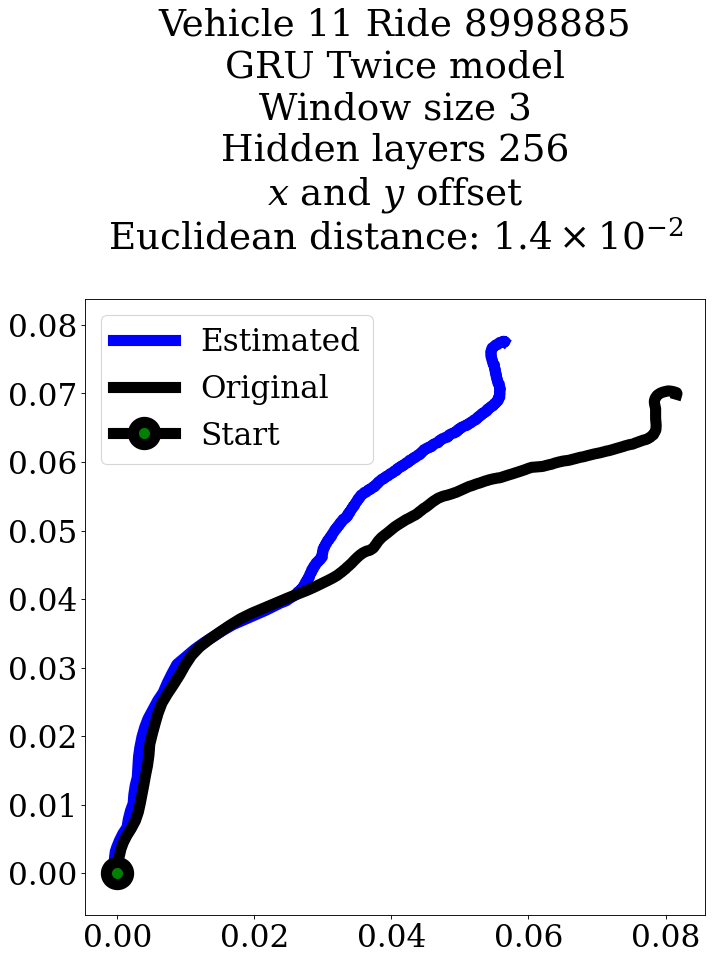 Vehicle 11 Ride 8998885
GRU Twice model
Window size 3
Hidden layers 256
x and y offset
Euclidean distance: 1.4 × 10⁻²
Estimated
Original
Start
0.08
0.07
0.06
0.05
0.04
0.03
0.02
0.01
0.00
0.00 0.02 0.04 0.06 0.08